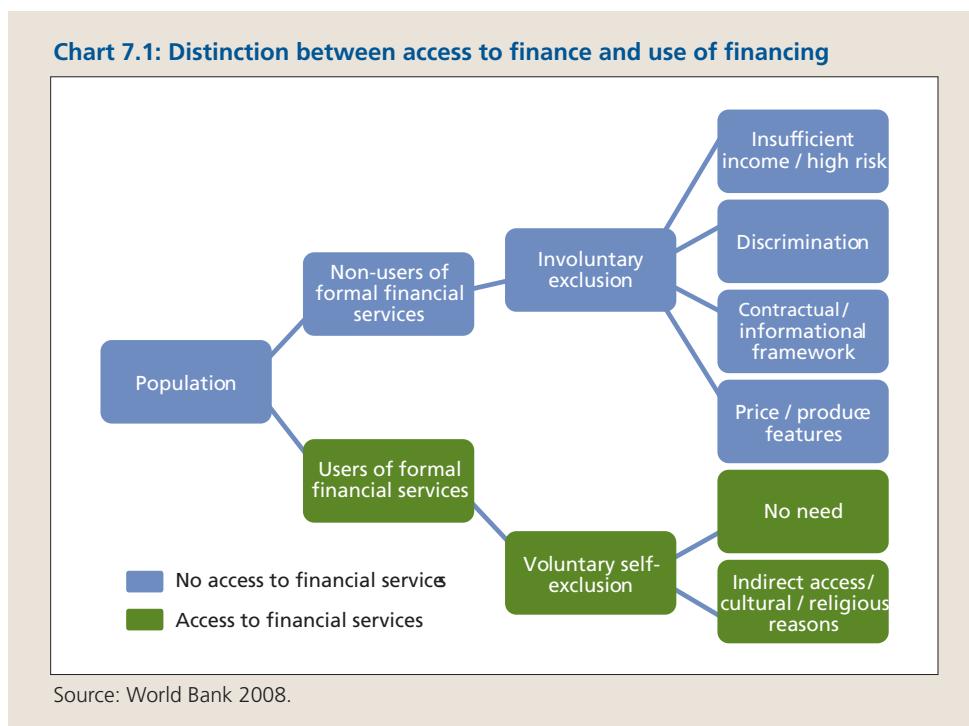 Chart 7.1: Distinction between access to finance and use of financing
Insufficient
income / high risk
Discrimination
Contractual /
informational
framework
Price / produce
features
Involuntary
exclusion
Non-users of
formal financial
services
Population
Users of formal
financial services
Voluntary self-
exclusion
No need
Indirect access /
cultural / religious
reasons
No access to financial services
Access to financial services
Source: World Bank 2008.